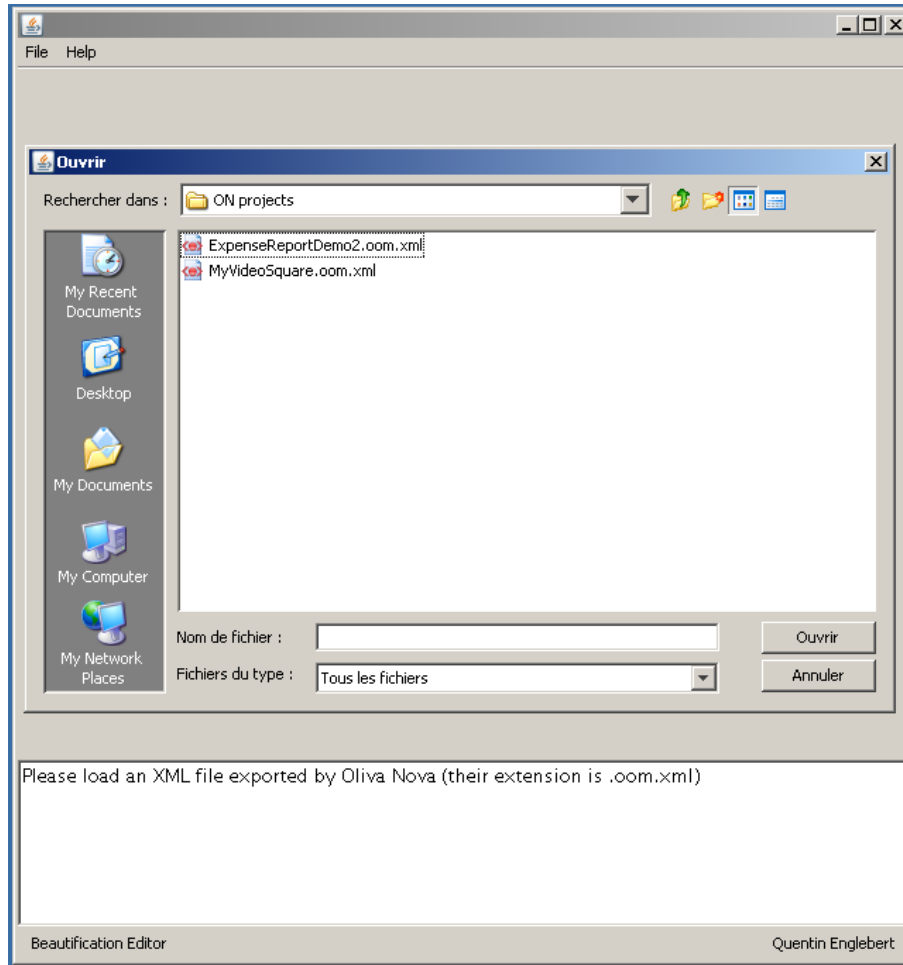 File Help
Ouvrir
Rechercher dans : ON projects
My Recent
Documents
Desktop
My Documents
My Computer
My Network
Places
ExpenseReportDemo2.oom.xml
MyVideoSquare.oom.xml
Nom de fichier :
Ouvrir
Fichiers du type : Tous les fichiers
Annuler
Please load an XML file exported by Oliva Nova (their extension is .oom.xml)
Beautification Editor
Quentin Englebert